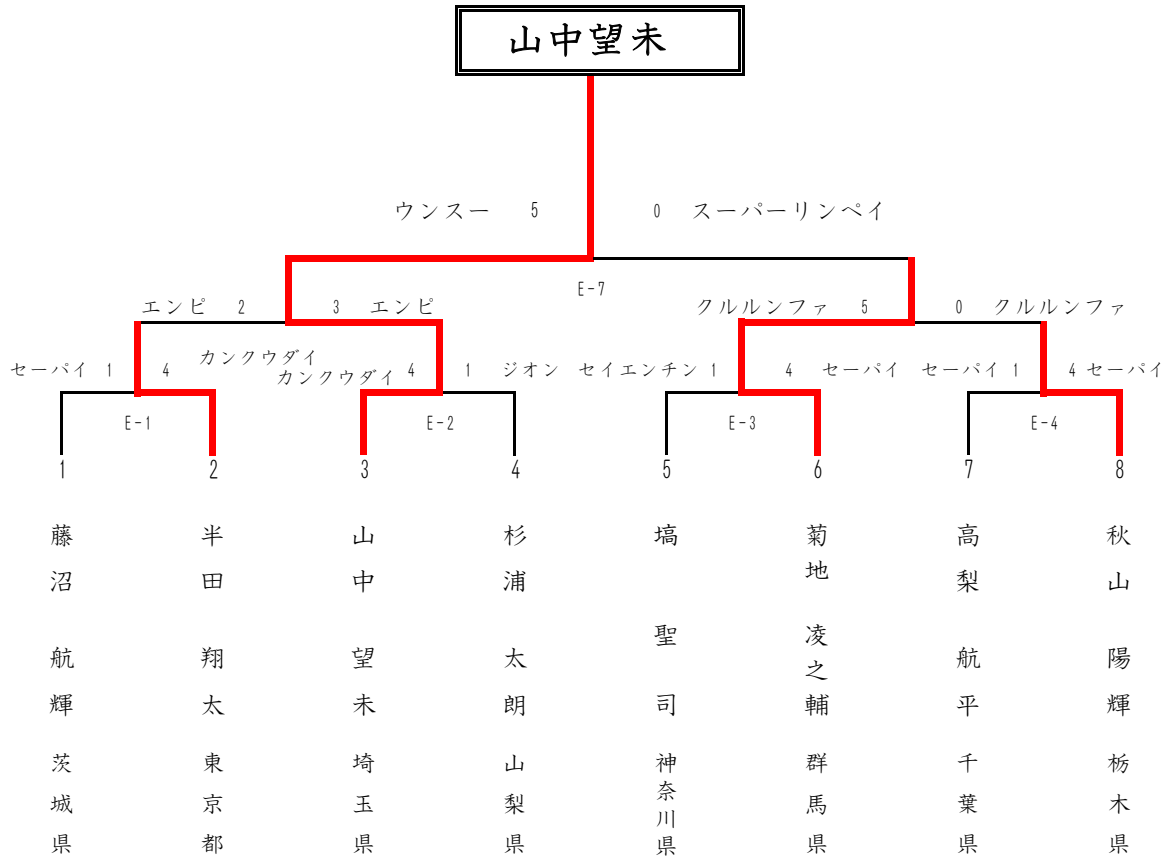 山中望未
ウンスー 5 0 スーパーリンペイ
E-7
エンピ 2 3 エンピ クルルンファ 5 0 クルルンファ
セーパイ 1 4 カンクウダイ カンクウダイ 4 1 ジオン セイエンチン 1 4 セーパイ セーパイ 1 4 セーパイ
E-1 E-2 E-3 E-4
1 2 3 4 5 6 7 8
藤沼 航輝 茨城県
半田 翔太 東京都
山中 望未 埼玉県
杉浦 太朗 山梨県
塙 聖司 神奈川県
菊地 凌之輔 群馬県
高梨 航平 千葉県
秋山 陽輝 栃木県